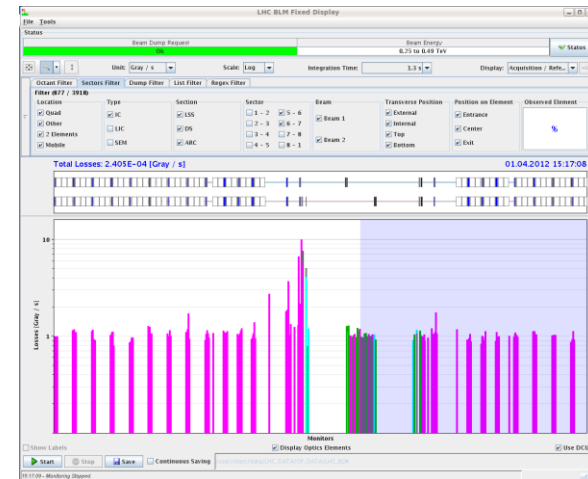 LHC BLM Fixed Display
File Tools
Status
Beam Dump Request
Ok
Beam Energy
0.25 to 0.49 TeV
Status
Unit: Gray / s
Scale: Log
Integration Time: 1.3 s
Display: Acquisition / Refe..
Octant Filter Sectors Filter Dump Filter List Filter Regex Filter
Filter (877 / 3918)
Location Type Section Sector Beam Transverse Position Position on Element Observed Element
Quad IC LSS 1 - 2 5 - 6 Beam 1 External Entrance %
Other LIC DS 2 - 3 6 - 7 Internal Center
2 Elements SEM ARC 3 - 4 7 - 8 Beam 2 Top Exit
Mobile 4 - 5 8 - 1 Bottom
Total Losses: 2.405E-04 [Gray / s] 01.04.2012 15:17:08
10
1
Losses [Gray / s]
Monitors
Show Labels Display Optics Elements Use DCU
Start Stop Save Continuous Saving
15:17:09 - Monitoring Stopped